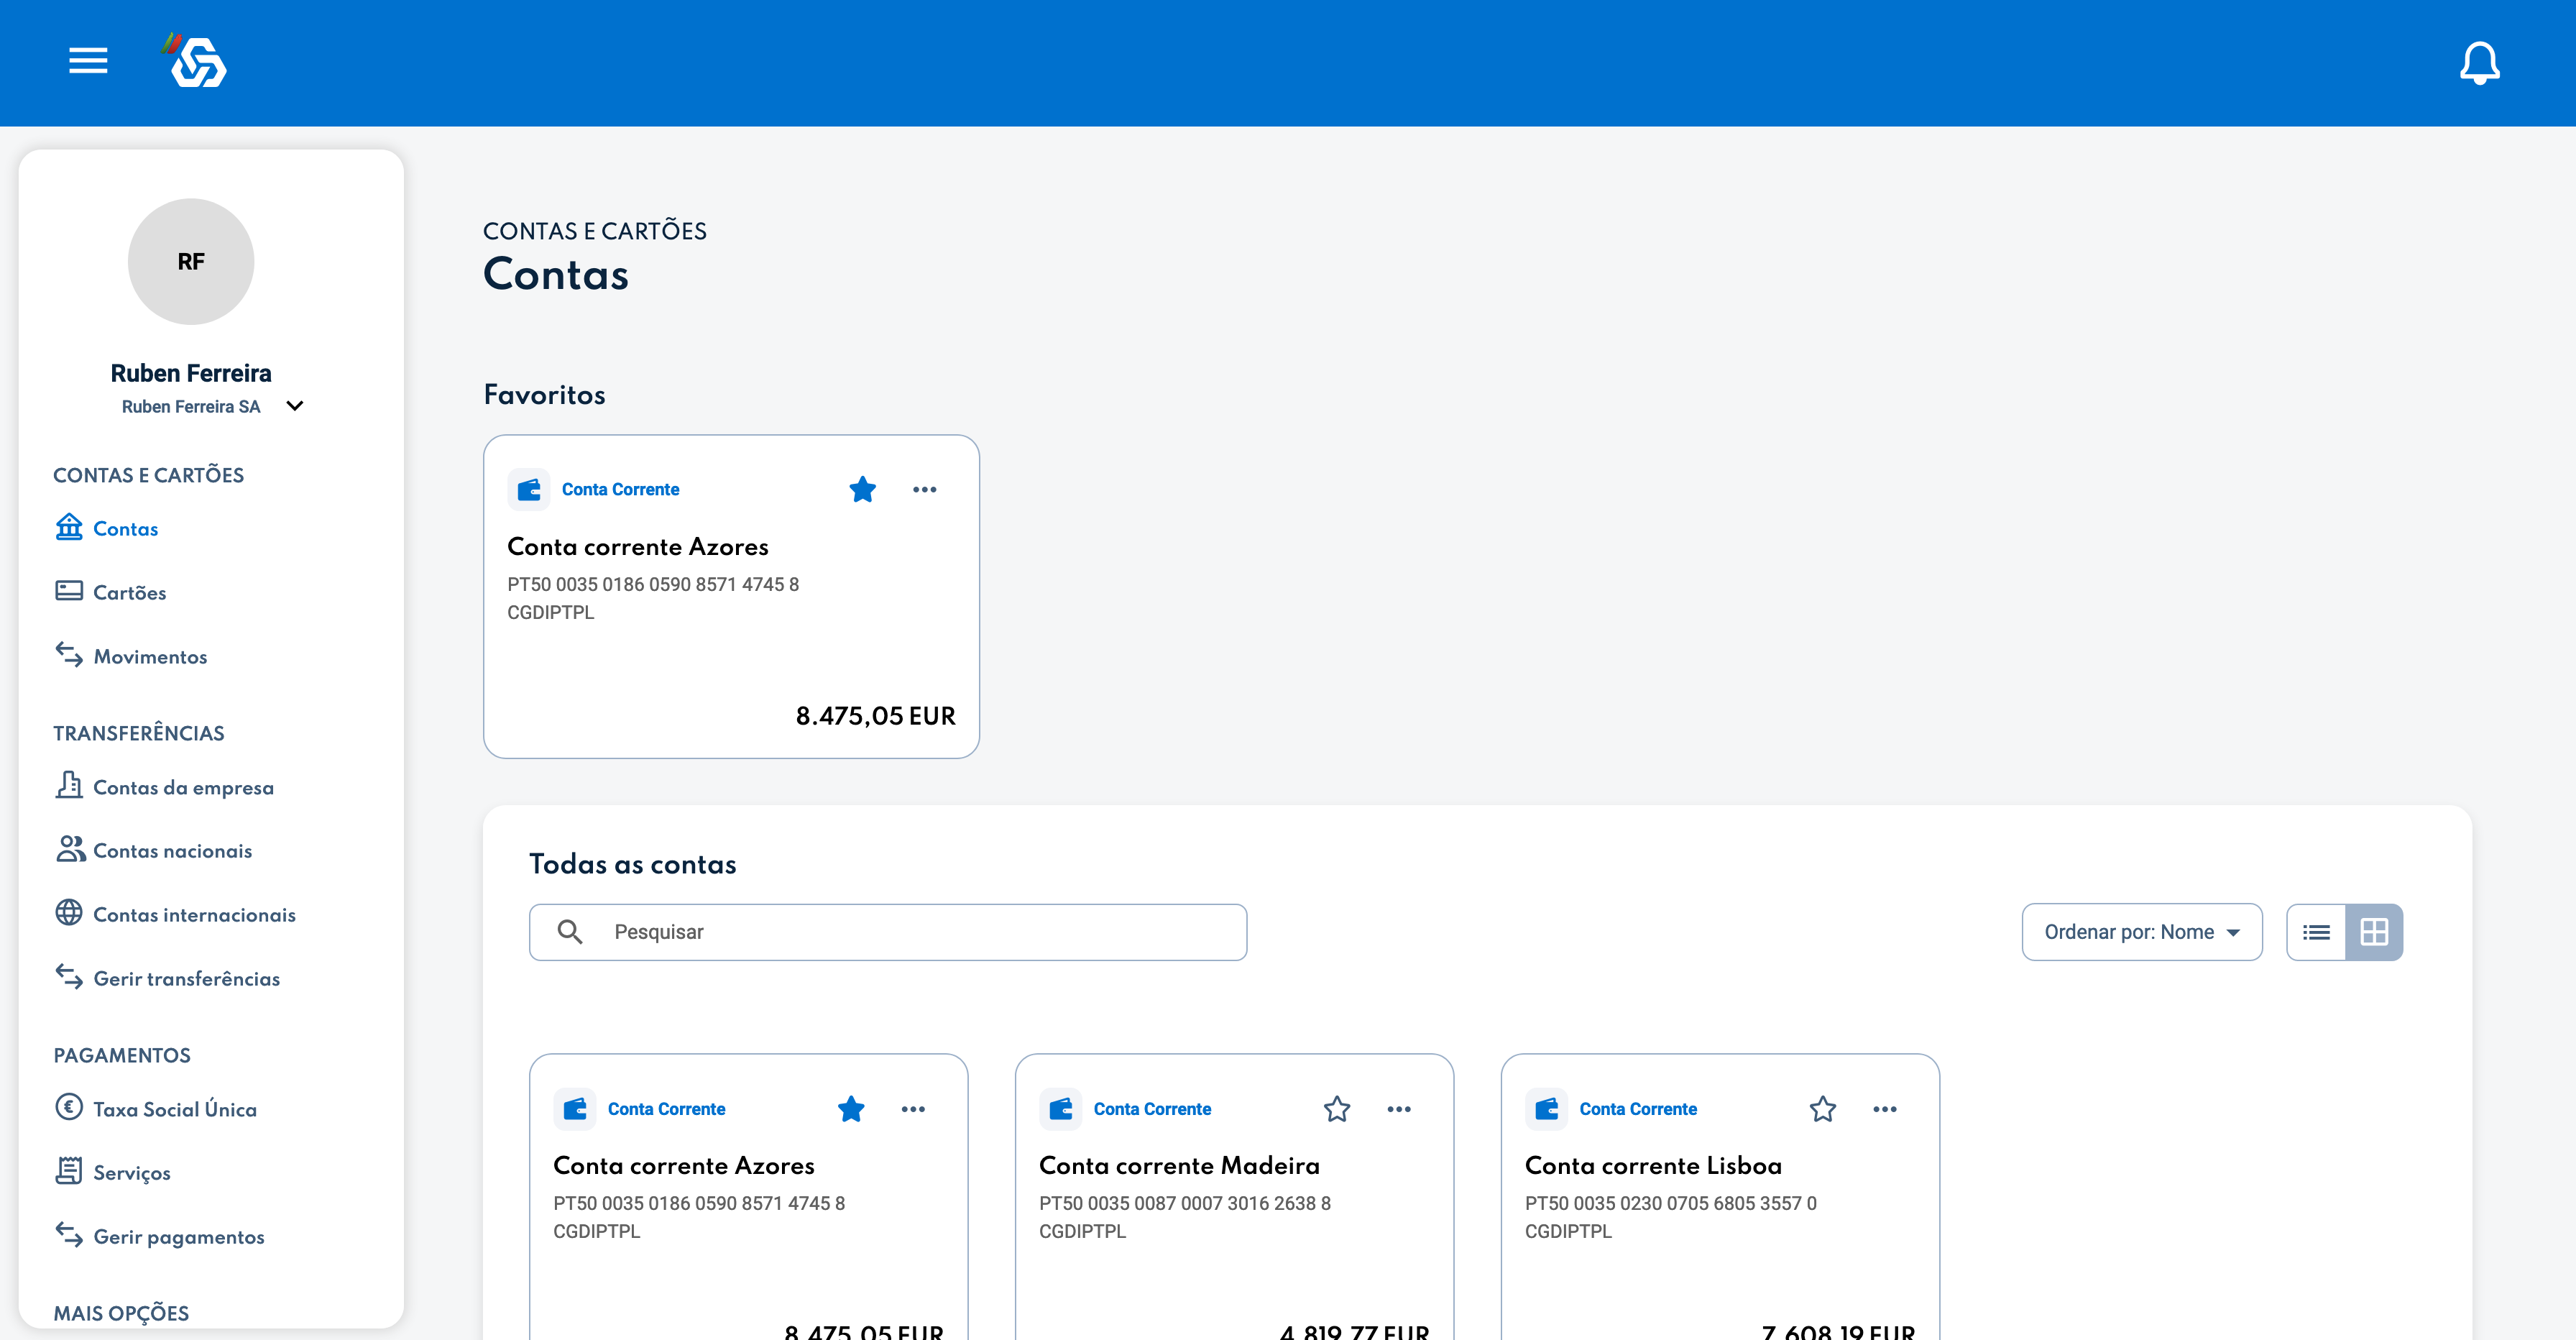 RF
Ruben Ferreira
Ruben Ferreira SA
CONTAS E CARTÕES
Contas
Cartões
Movimentos
TRANSFERÊNCIAS
Contas da empresa
Contas nacionais
Contas internacionais
Gerir transferências
PAGAMENTOS
Taxa Social Única
Serviços
Gerir pagamentos
MAIS OPÇÕES
CONTAS E CARTÕES
Contas
Favoritos
Conta Corrente
Conta corrente Azores
PT50 0035 0186 0590 8571 4745 8
CGDIPTPL
8.475,05 EUR
Todas as contas
Pesquisar
Ordenar por: Nome
Conta Corrente
Conta corrente Azores
PT50 0035 0186 0590 8571 4745 8
CGDIPTPL
8.475,05 EUR
Conta Corrente
Conta corrente Madeira
PT50 0035 0087 0007 3016 2638 8
CGDIPTPL
4.819,77 EUR
Conta Corrente
Conta corrente Lisboa
PT50 0035 0230 0705 6805 3557 0
CGDIPTPL
7.608,19 EUR